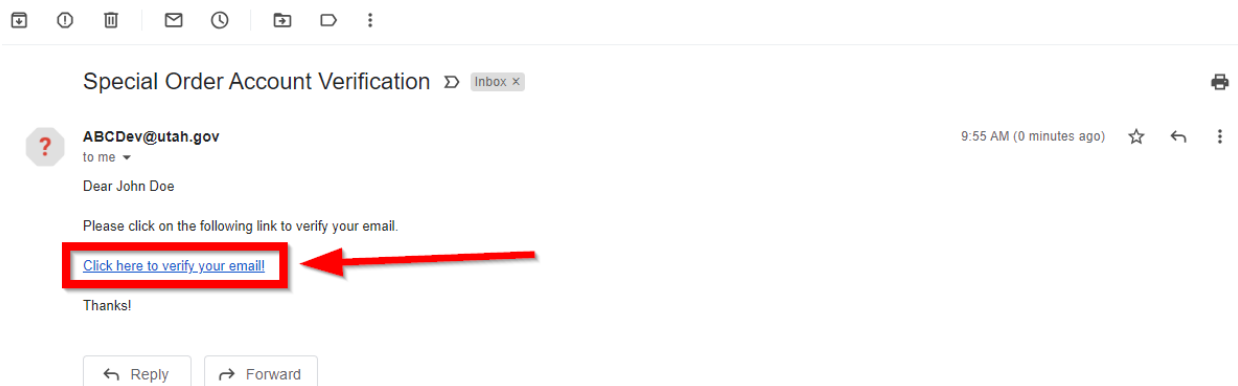 Special Order Account Verification Inbox ×
ABCDev@utah.gov 9:55 AM (0 minutes ago)
? to me
Dear John Doe
Please click on the following link to verify your email.
Click here to verify your email!
Thanks!
Reply Forward